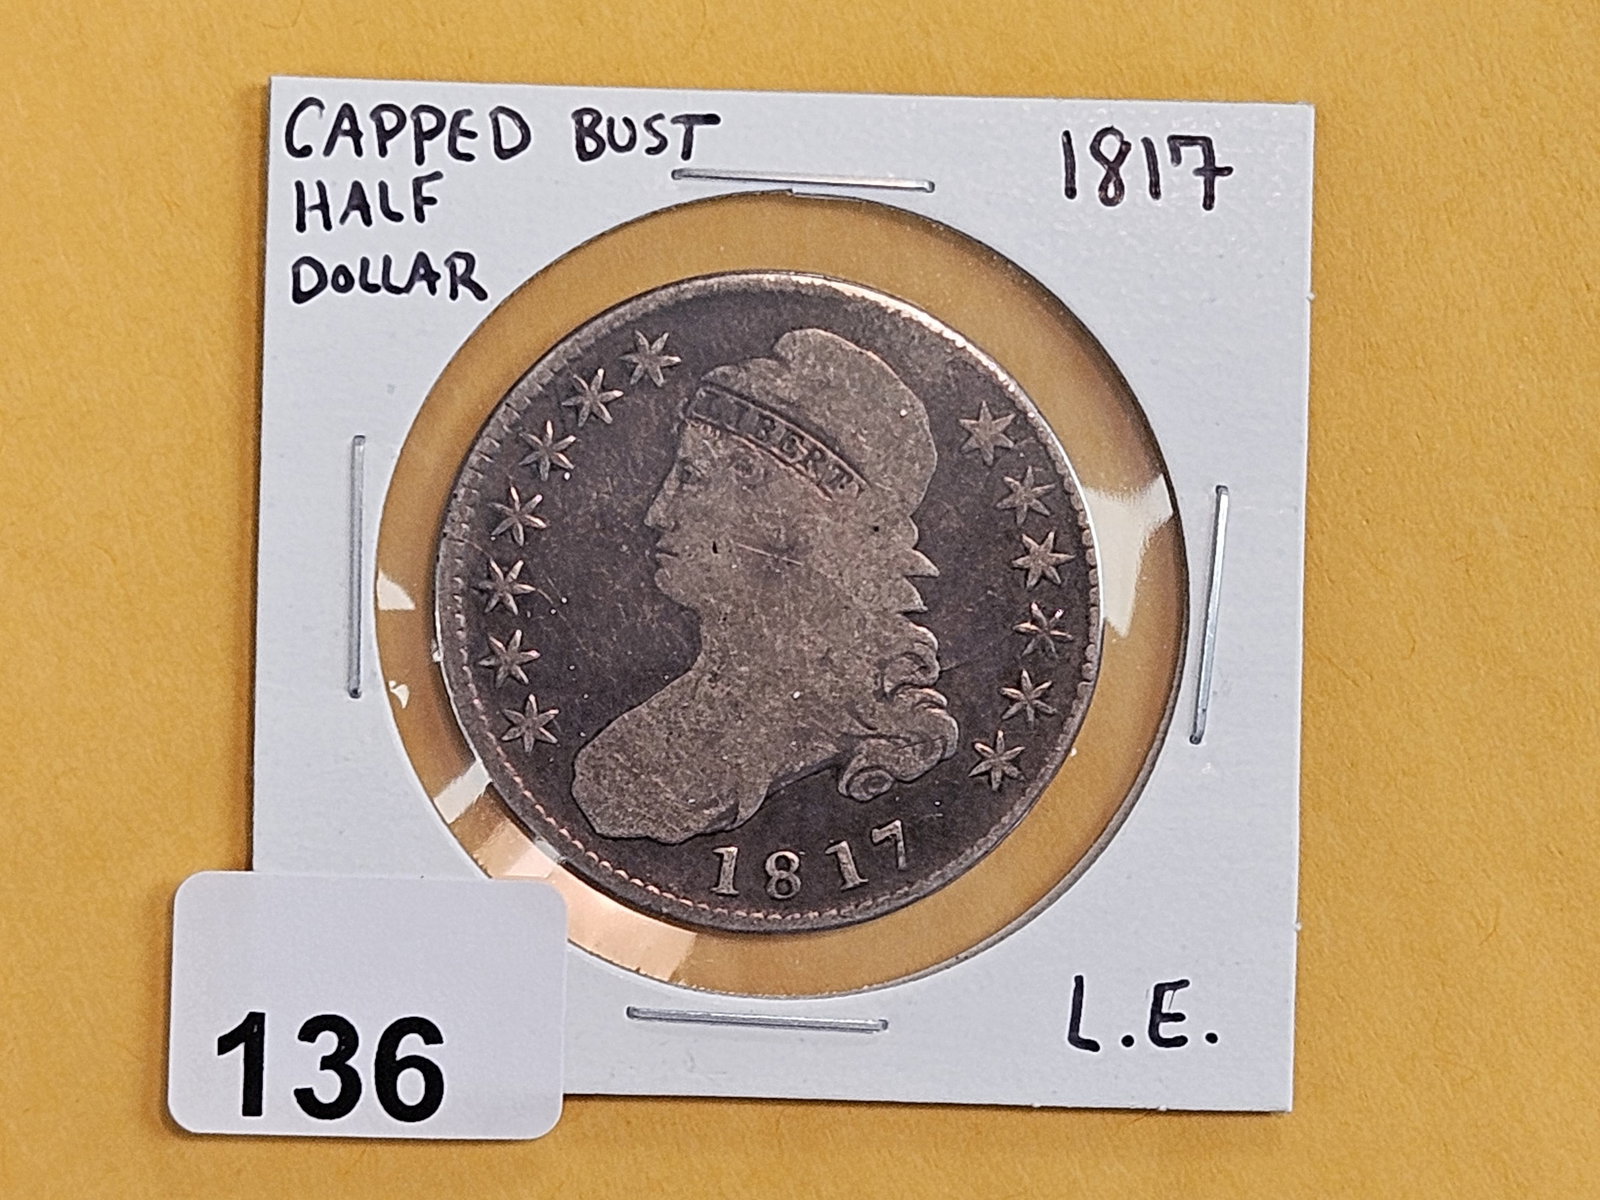 CAPPED BUST
HALF
DOLLAR
1817
LIBERTY
1817
L.E.
136